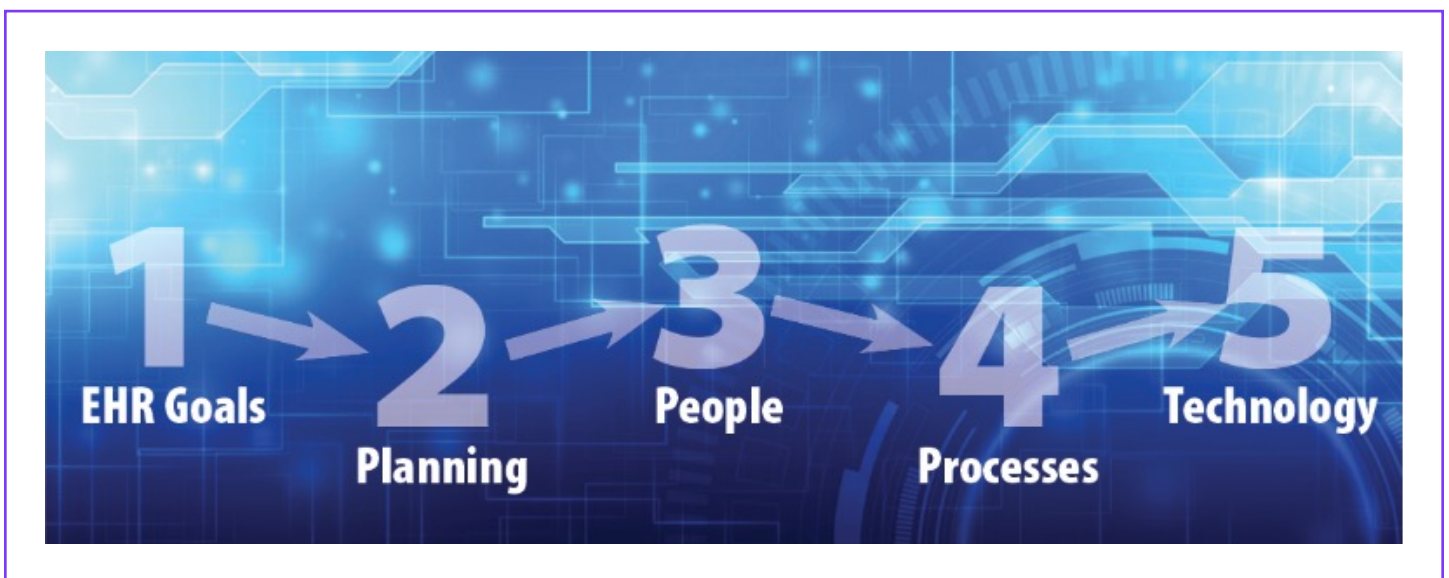 1
EHR Goals
2
Planning
3
People
4
Processes
5
Technology